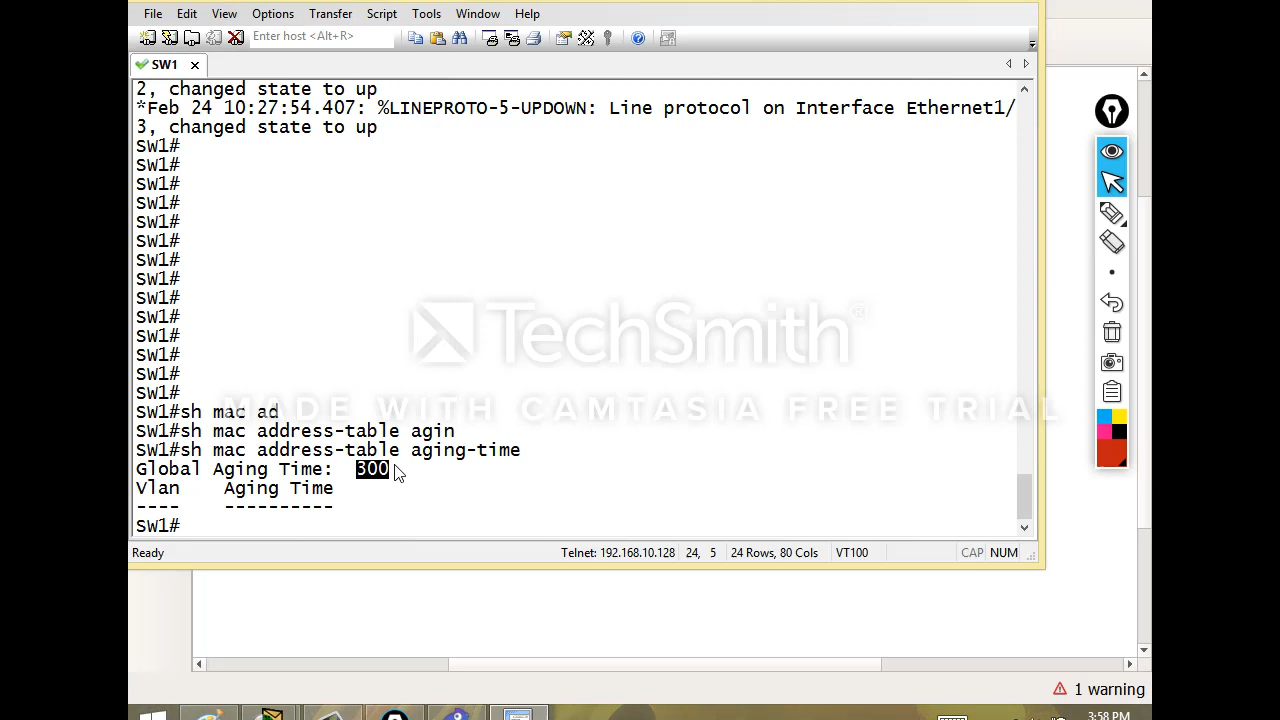 File Edit View Options Transfer Script Tools Window Help
Enter host <Alt+R>
SW1
2, changed state to up
*Feb 24 10:27:54.407: %LINEPROTO-5-UPDOWN: Line protocol on Interface Ethernet1/
3, changed state to up
SW1#
SW1#
SW1#
SW1#
SW1#
SW1#
SW1#
SW1#
SW1#
SW1#
SW1#
SW1#
SW1#
SW1#
SW1#sh mac ad
SW1#sh mac address-table agin
SW1#sh mac address-table aging-time
Global Aging Time: 300
Vlan Aging Time
---- ----------
SW1#
TechSmith®
MADE WITH CAMTASIA FREE TRIAL
Ready Telnet: 192.168.10.128 24, 5 24 Rows, 80 Cols VT100 CAP NUM
1 warning
3:58 PM